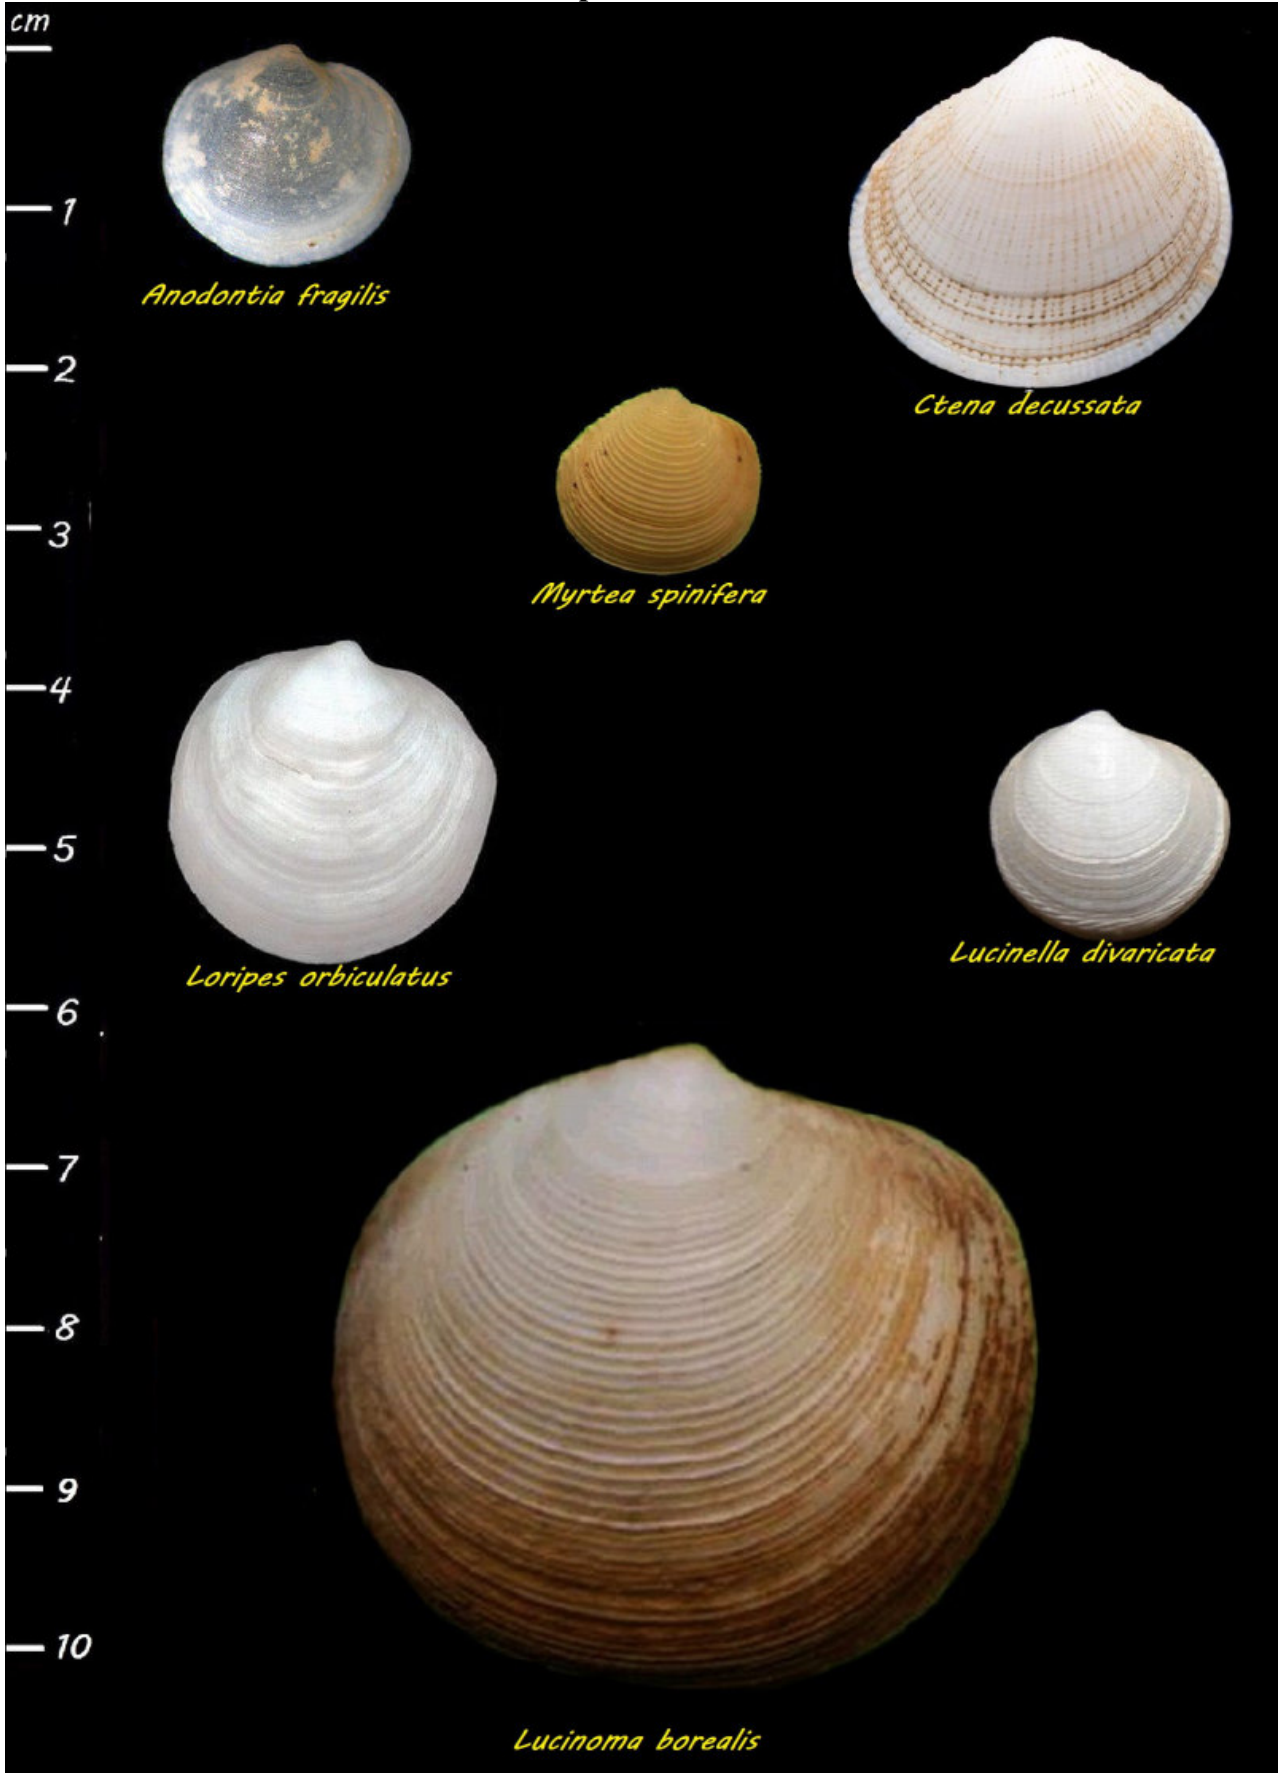 cm
1
Anodontia fragilis
2
Ctena decussata
3
Myrtea spinifera
4
5
Lucinella divaricata
Loripes orbiculatus
6
7
8
9
10
Lucinoma borealis